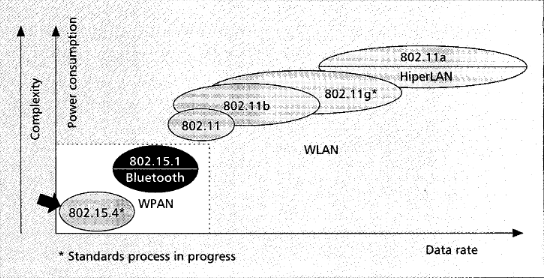 Complexity
Power consumption
802.11a
HiperLAN
802.11g*
802.11b
802.11
WLAN
802.15.1
Bluetooth
WPAN
802.15.4*
Data rate
* Standards process in progress